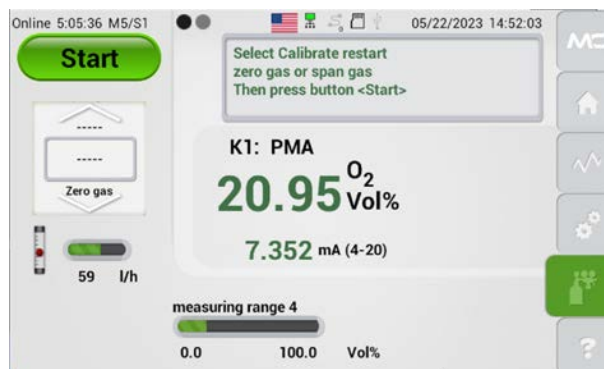 Online 5:05:36 M5/S1
05/22/2023 14:52:03
Start
Select Calibrate restart
zero gas or span gas
Then press button <Start>
-----
-----
Zero gas
K1: PMA
20.95 O2 Vol%
7.352 mA (4-20)
59 l/h
measuring range 4
0.0 100.0 Vol%
MC
?